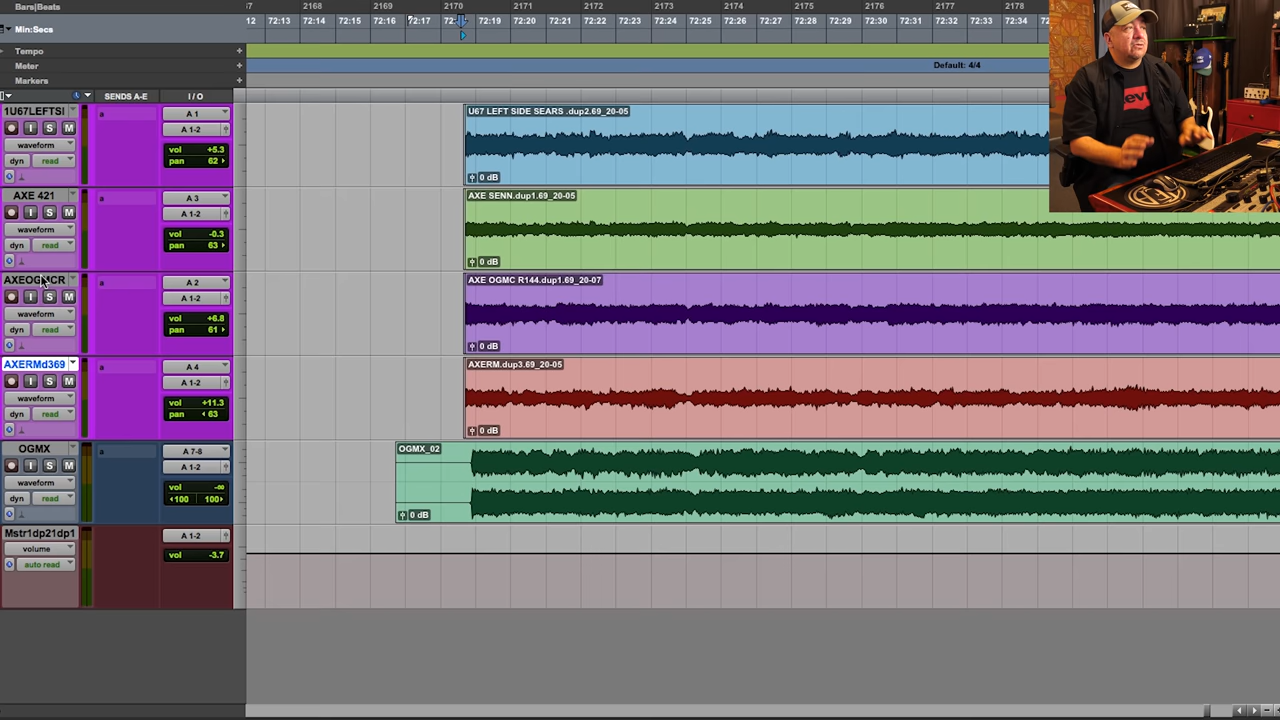 Bars|Beats
2168 2169 2170 2171 2172 2173 2174 2175 2176 2177 2178
Min:Secs
72:13 72:14 72:15 72:16 72:17 72:19 72:20 72:21 72:22 72:23 72:24 72:25 72:26 72:27 72:28 72:29 72:30 72:31 72:32 72:33 72:34
Tempo +
Meter + Default: 4/4
Markers +
SENDS A-E I / O
1U67LEFTSI a A 1 U67 LEFT SIDE SEARS .dup2.69_20-05
I S M A 1-2
waveform vol +5.3
dyn read pan 62
0 dB
AXE 421 a A 3 AXE SENN.dup1.69_20-05
I S M A 1-2
waveform vol -0.3
dyn read pan 63
0 dB
AXEOGMCR a A 2 AXE OGMC R144.dup1.69_20-07
I S M A 1-2
waveform vol +6.8
dyn read pan 61
0 dB
AXERMd369 a A 4 AXERM.dup3.69_20-05
I S M A 1-2
waveform vol +11.3
dyn read pan 63
0 dB
OGMX a A 7-8 OGMX_02
I S M A 1-2
waveform vol -∞
dyn read 100 100
0 dB
Mstr1dp21dp1 A 1-2
volume vol -3.7
auto read